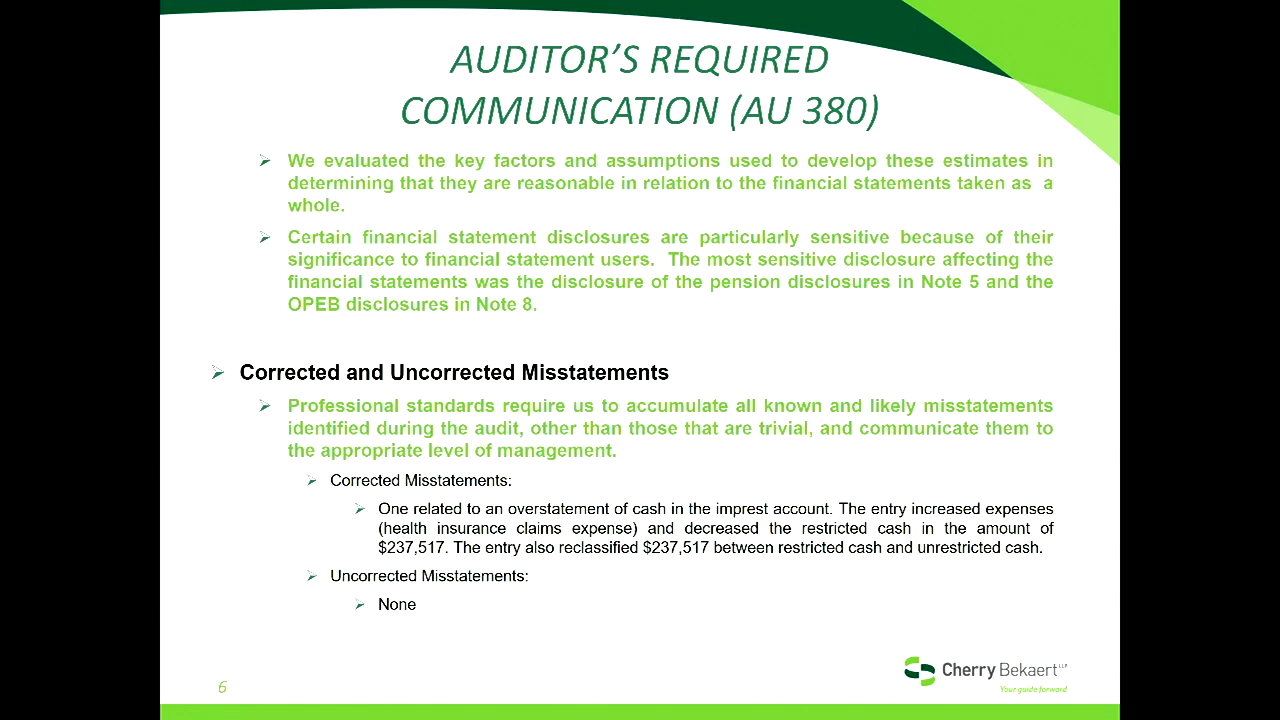 AUDITOR'S REQUIRED
COMMUNICATION (AU 380)
We evaluated the key factors and assumptions used to develop these estimates in
determining that they are reasonable in relation to the financial statements taken as a
whole.
Certain financial statement disclosures are particularly sensitive because of their
significance to financial statement users. The most sensitive disclosure affecting the
financial statements was the disclosure of the pension disclosures in Note 5 and the
OPEB disclosures in Note 8.
Corrected and Uncorrected Misstatements
Professional standards require us to accumulate all known and likely misstatements
identified during the audit, other than those that are trivial, and communicate them to
the appropriate level of management.
Corrected Misstatements:
One related to an overstatement of cash in the imprest account. The entry increased expenses
(health insurance claims expense) and decreased the restricted cash in the amount of
$237,517. The entry also reclassified $237,517 between restricted cash and unrestricted cash.
Uncorrected Misstatements:
None
Cherry Bekaert LLP
Your guide forward
6